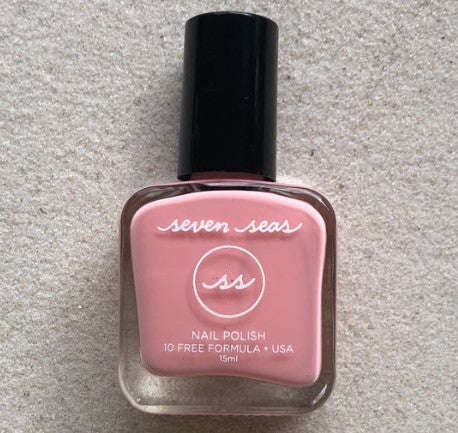 seven seas
ss
NAIL POLISH
10 FREE FORMULA • USA
15ml